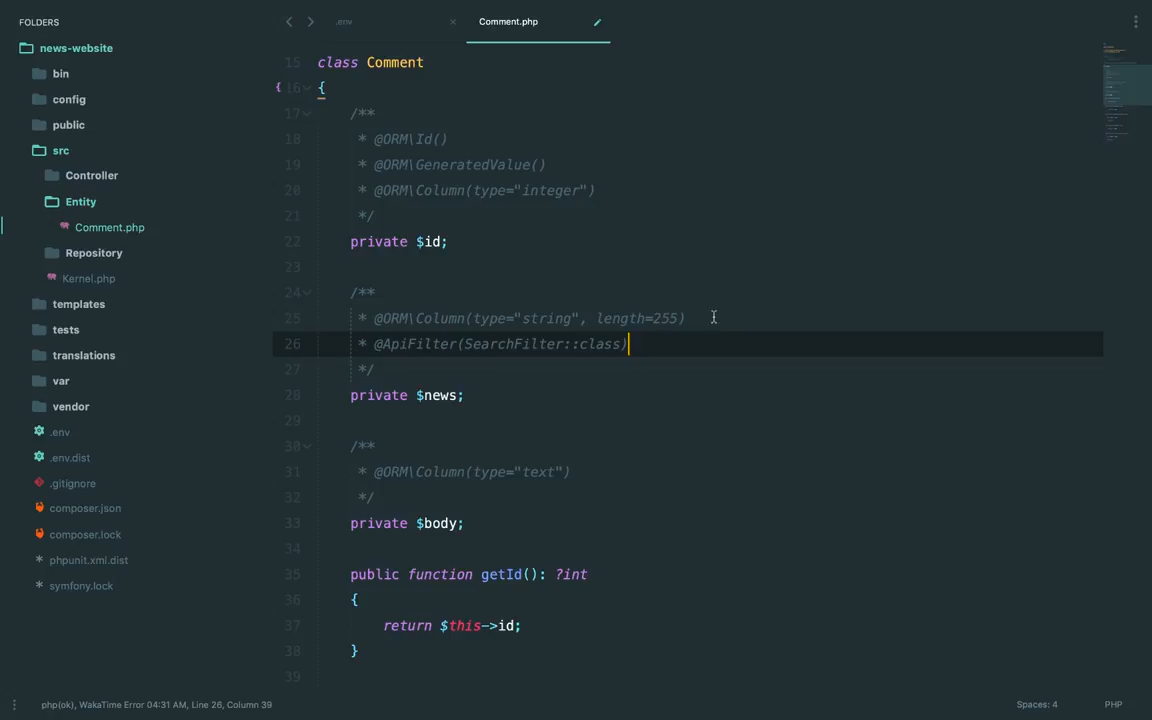 FOLDERS
news-website
bin
config
public
src
Controller
Entity
Comment.php
Repository
Kernel.php
templates
tests
translations
var
vendor
.env
.env.dist
.gitignore
composer.json
composer.lock
phpunit.xml.dist
symfony.lock
.env ×
Comment.php
15 class Comment
{ 16 {
17 /**
18 * @ORM\Id()
19 * @ORM\GeneratedValue()
20 * @ORM\Column(type="integer")
21 */
22 private $id;
23
24 /**
25 * @ORM\Column(type="string", length=255)
26 * @ApiFilter(SearchFilter::class)
27 */
28 private $news;
29
30 /**
31 * @ORM\Column(type="text")
32 */
33 private $body;
34
35 public function getId(): ?int
36 {
37 return $this->id;
38 }
39
php(ok), WakaTime Error 04:31 AM, Line 26, Column 39
Spaces: 4
PHP